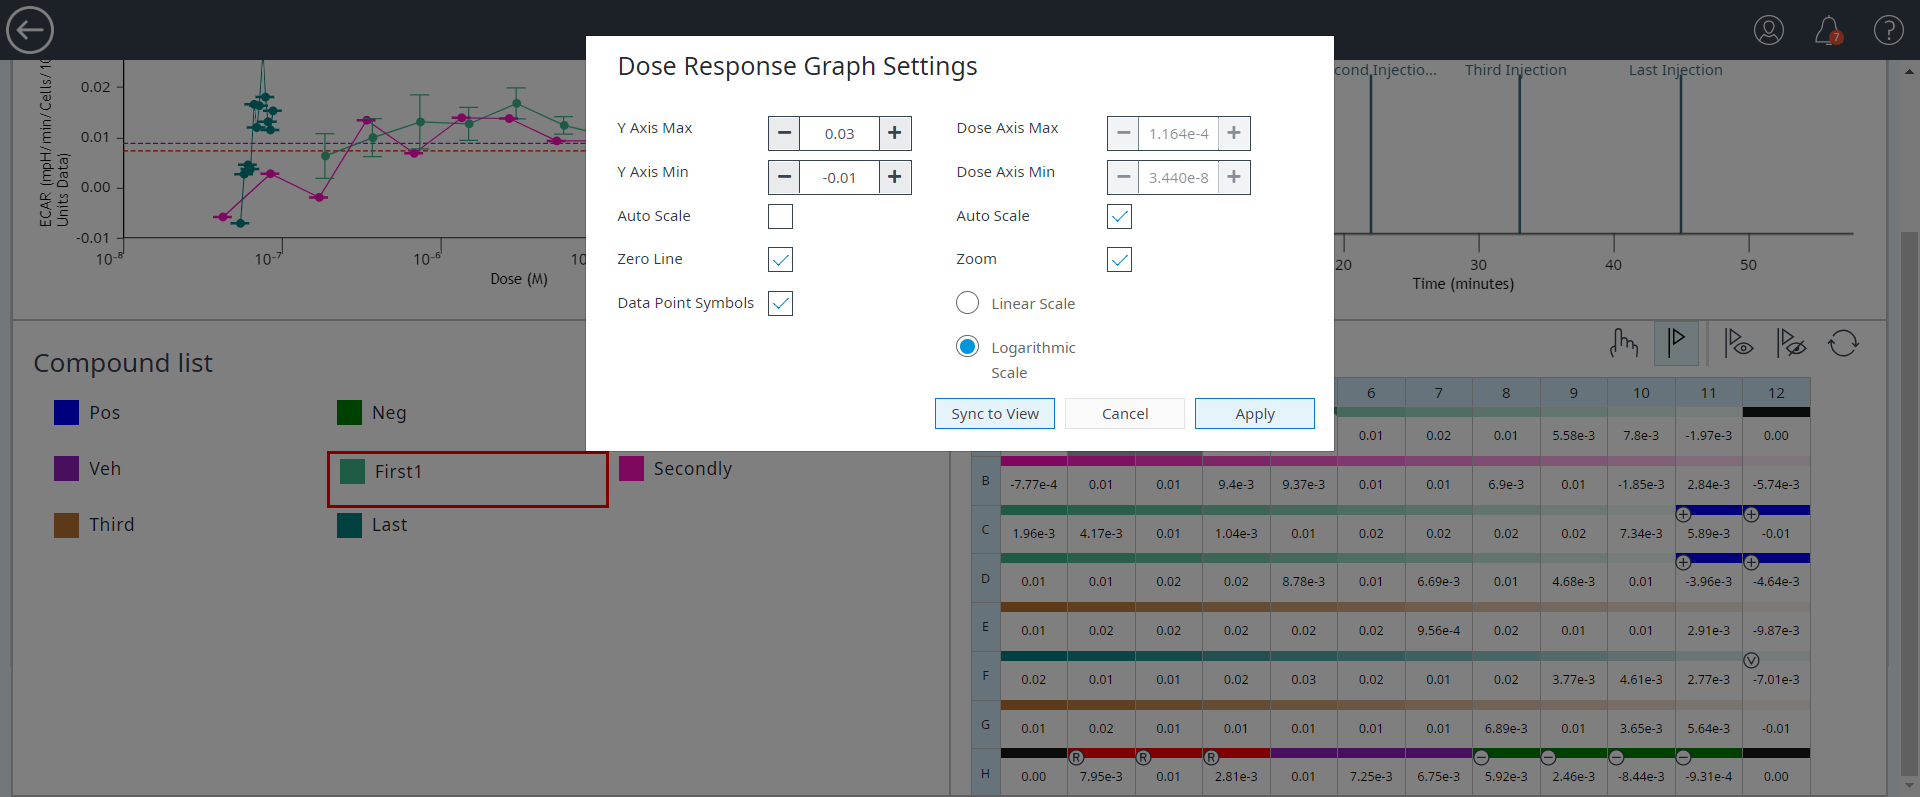 7
?
0.02
0.01
0.00
-0.01
ECAR (mpH/min/Cells/10
Units Data)
10⁻⁸
10⁻⁷
10⁻⁶
10
Dose (M)
Dose Response Graph Settings
Y Axis Max
0.03
Dose Axis Max
1.164e-4
Y Axis Min
-0.01
Dose Axis Min
3.440e-8
Auto Scale
Auto Scale
Zero Line
Zoom
Data Point Symbols
Linear Scale
Logarithmic
Scale
Sync to View
Cancel
Apply
cond Injectio...
Third Injection
Last Injection
20
30
40
50
Time (minutes)
Compound list
Pos
Neg
Veh
First1
Secondly
Third
Last
6 7 8 9 10 11 12
0.01 0.02 0.01 5.58e-3 7.8e-3 -1.97e-3 0.00
B -7.77e-4 0.01 0.01 9.4e-3 9.37e-3 0.01 0.01 6.9e-3 0.01 -1.85e-3 2.84e-3 -5.74e-3
C 1.96e-3 4.17e-3 0.01 1.04e-3 0.01 0.02 0.02 0.02 0.02 7.34e-3 5.89e-3 -0.01
D 0.01 0.01 0.02 0.02 8.78e-3 0.01 6.69e-3 0.01 4.68e-3 0.01 -3.96e-3 -4.64e-3
E 0.01 0.02 0.02 0.02 0.02 0.02 9.56e-4 0.02 0.01 0.01 2.91e-3 -9.87e-3
V
F 0.02 0.01 0.01 0.02 0.03 0.02 0.01 0.02 3.77e-3 4.61e-3 2.77e-3 -7.01e-3
G 0.01 0.02 0.01 0.01 0.01 0.01 0.01 6.89e-3 0.01 3.65e-3 5.64e-3 -0.01
R R R
H 0.00 7.95e-3 0.01 2.81e-3 0.01 7.25e-3 6.75e-3 5.92e-3 2.46e-3 -8.44e-3 -9.31e-4 0.00